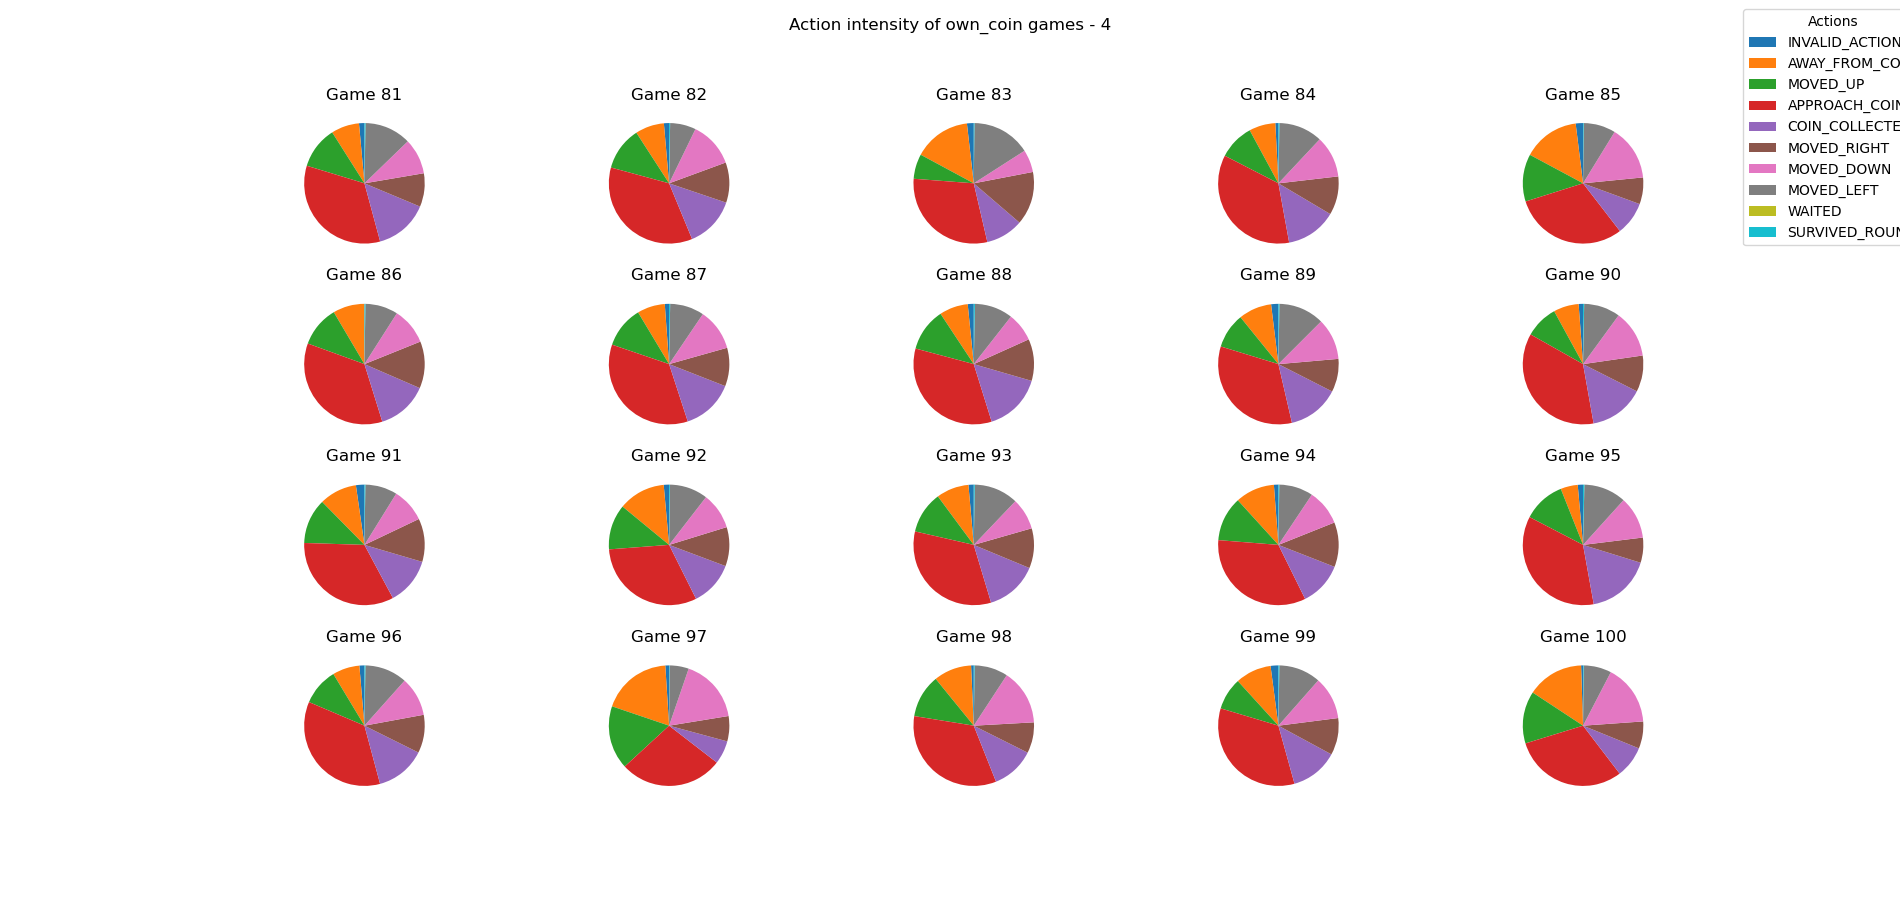 Action intensity of own_coin games - 4
Actions
INVALID_ACTION
AWAY_FROM_CO
MOVED_UP
APPROACH_COIN
COIN_COLLECTE
MOVED_RIGHT
MOVED_DOWN
MOVED_LEFT
WAITED
SURVIVED_ROUN
Game 81
Game 82
Game 83
Game 84
Game 85
Game 86
Game 87
Game 88
Game 89
Game 90
Game 91
Game 92
Game 93
Game 94
Game 95
Game 96
Game 97
Game 98
Game 99
Game 100